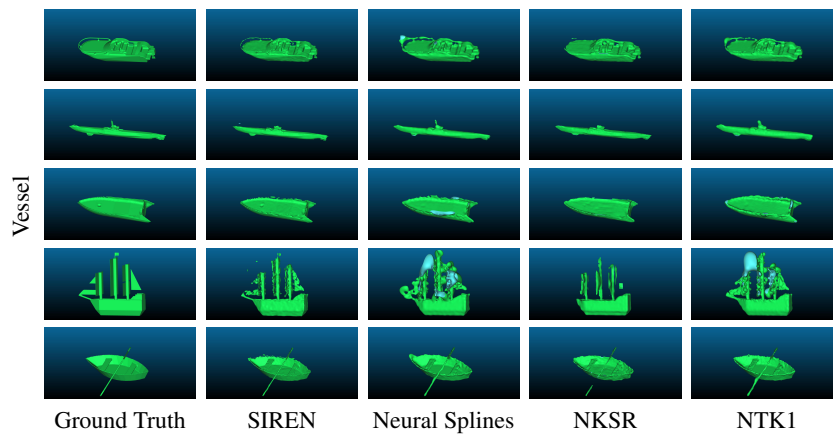 Vessel
Ground Truth
SIREN
Neural Splines
NKSR
NTK1